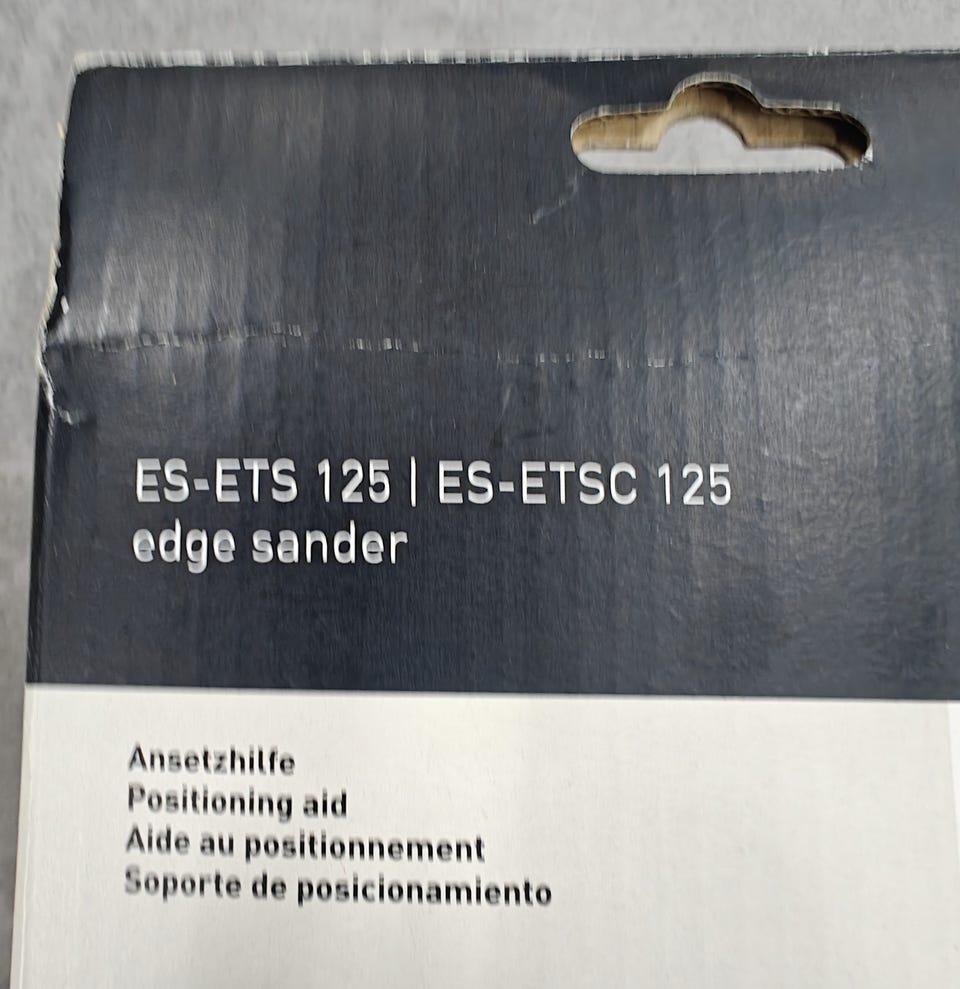 ES-ETS 125 | ES-ETSC 125
edge sander
Ansetzhilfe
Positioning aid
Aide au positionnement
Soporte de posicionamiento